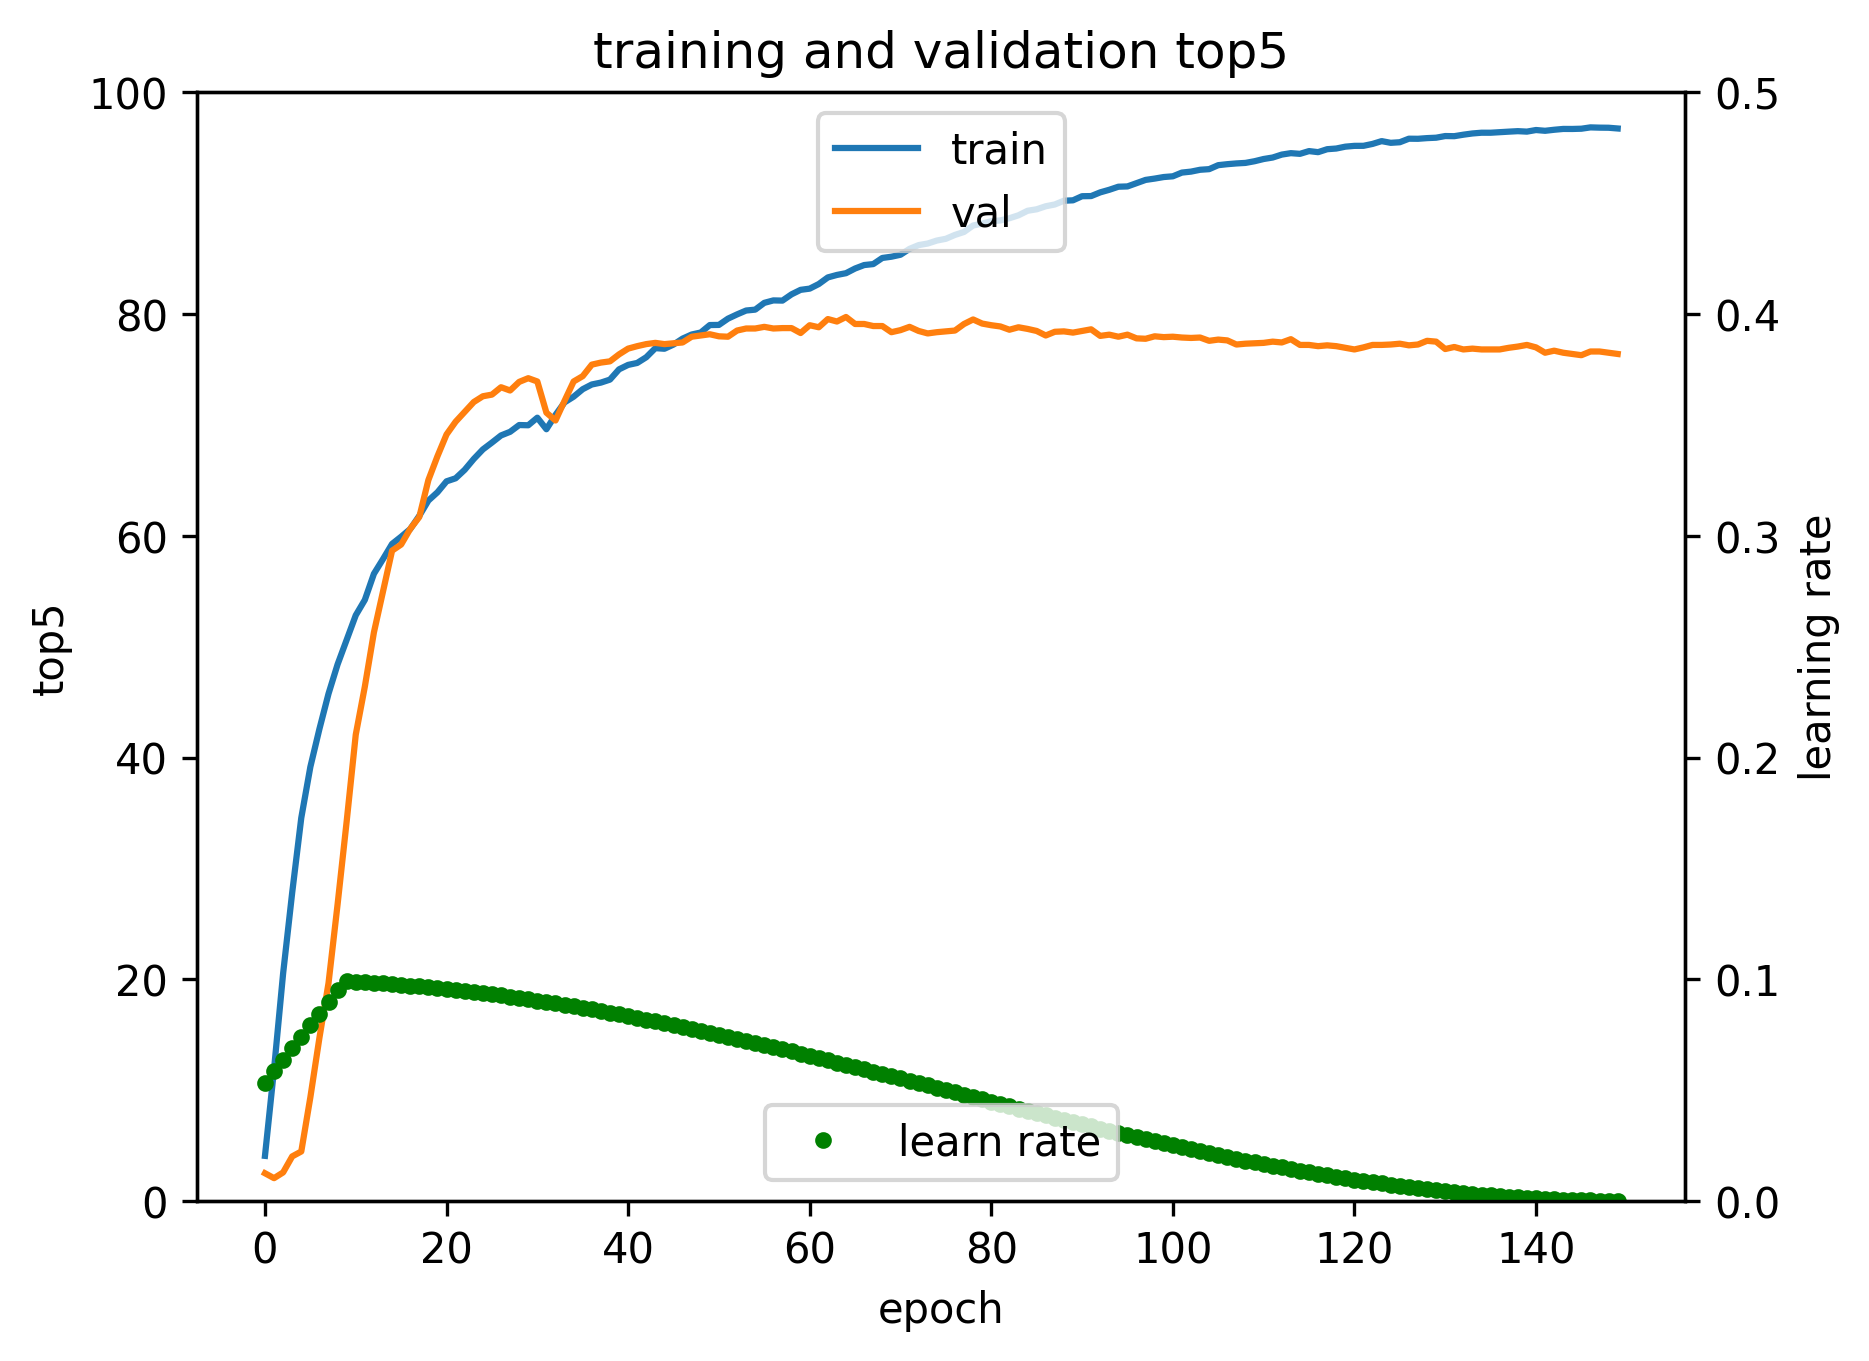 training and validation top5
train
val
learn rate
100
80
60
40
20
0
top5
0.5
0.4
0.3
0.2
0.1
0.0
learning rate
0 20 40 60 80 100 120 140
epoch